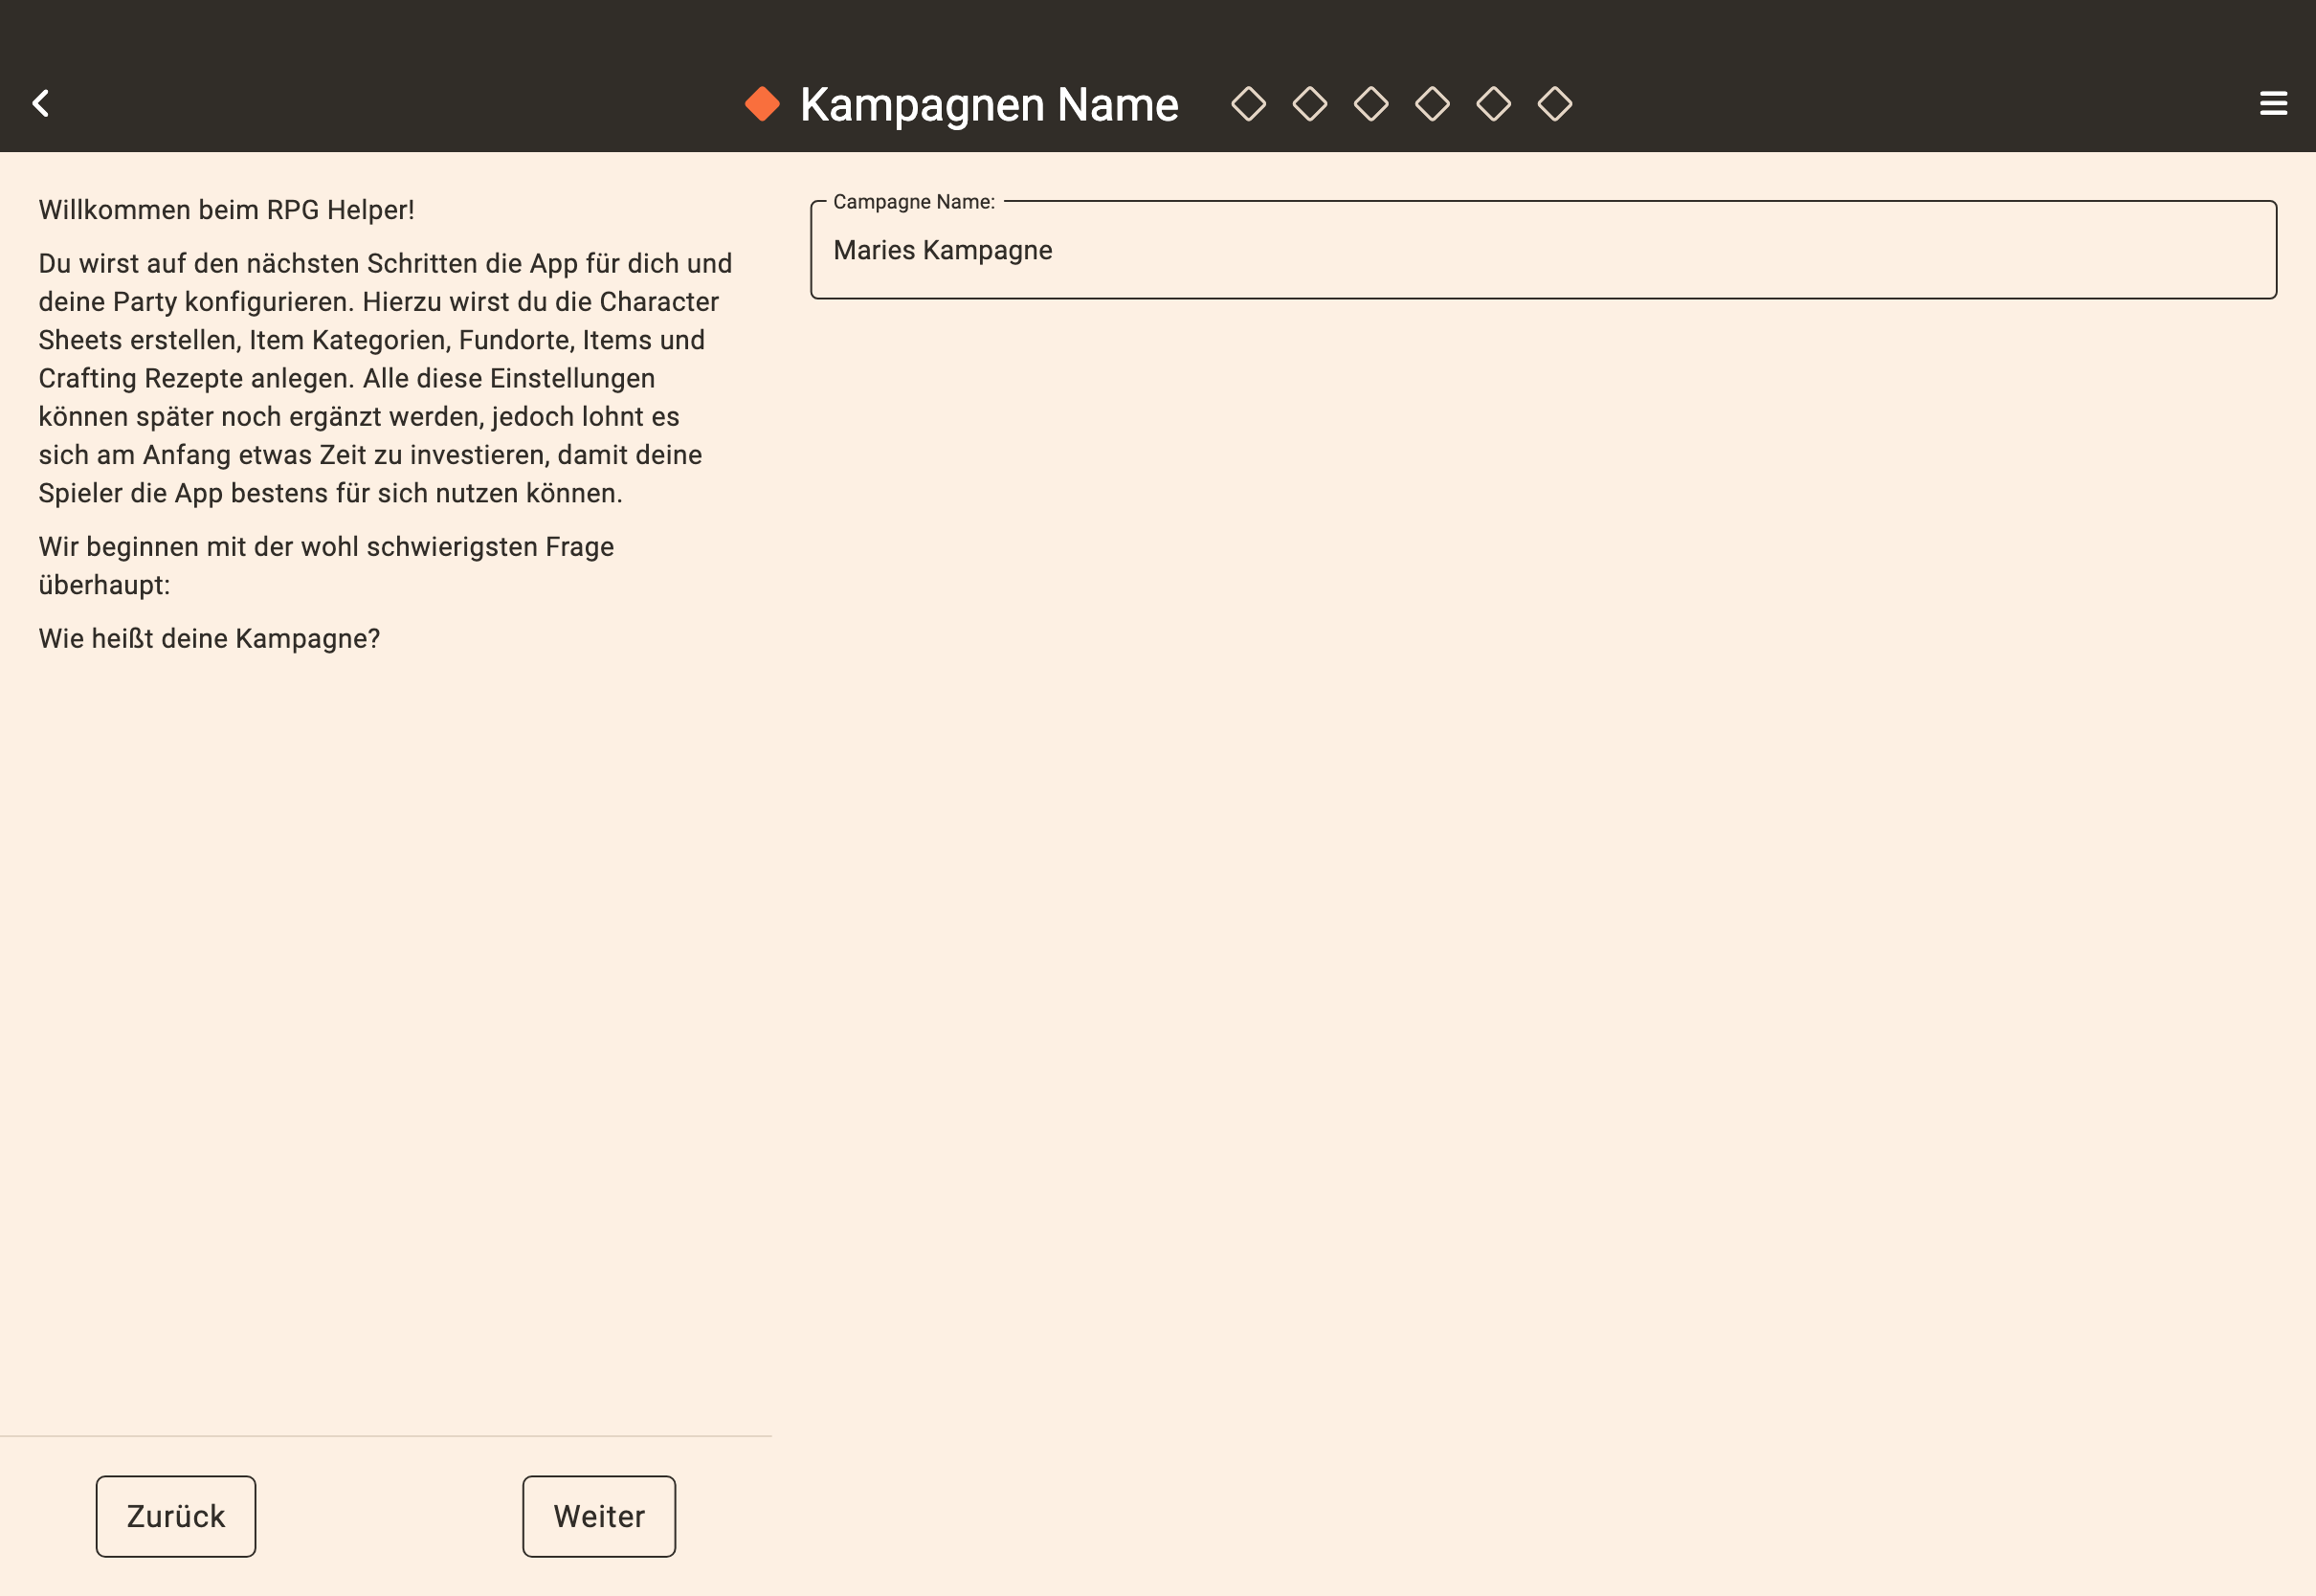 Kampagnen Name
Willkommen beim RPG Helper!
Du wirst auf den nächsten Schritten die App für dich und
deine Party konfigurieren. Hierzu wirst du die Character
Sheets erstellen, Item Kategorien, Fundorte, Items und
Crafting Rezepte anlegen. Alle diese Einstellungen
können später noch ergänzt werden, jedoch lohnt es
sich am Anfang etwas Zeit zu investieren, damit deine
Spieler die App bestens für sich nutzen können.
Wir beginnen mit der wohl schwierigsten Frage
überhaupt:
Wie heißt deine Kampagne?
Campagne Name:
Maries Kampagne
Zurück
Weiter